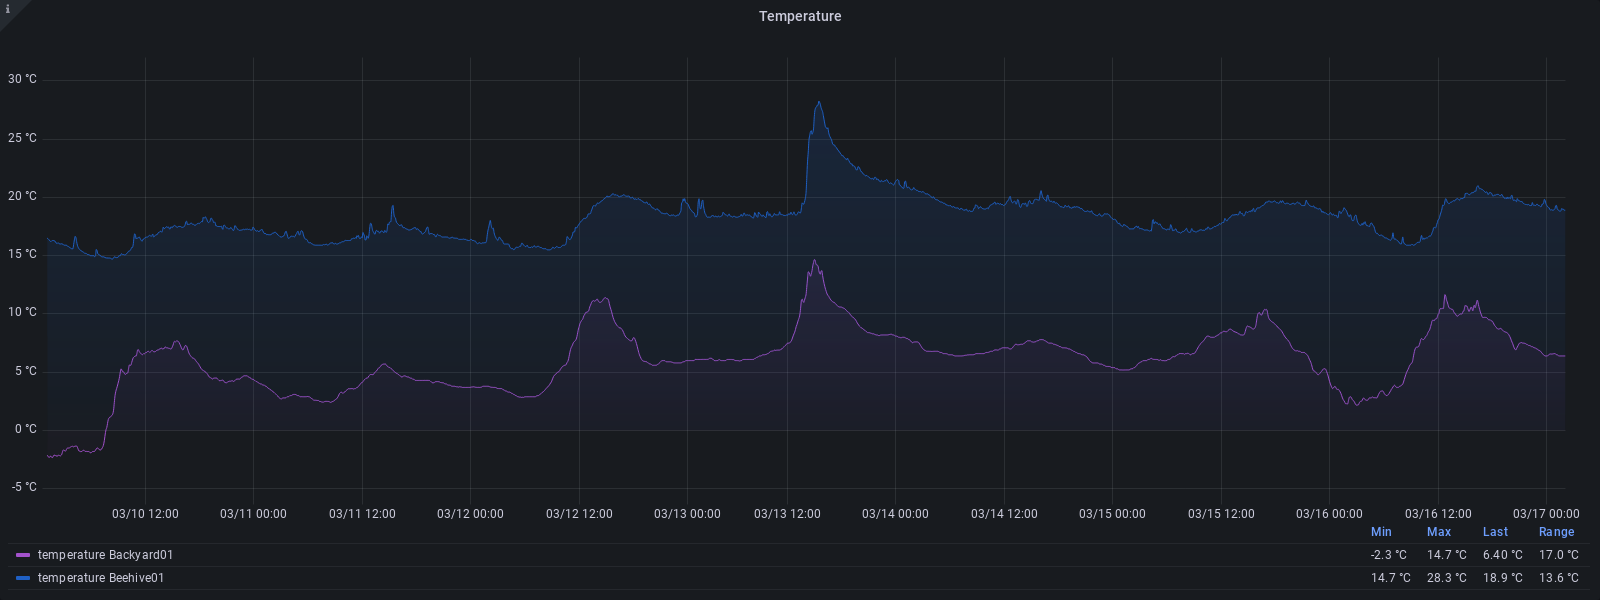 i
Temperature
30 °C
25 °C
20 °C
15 °C
10 °C
5 °C
0 °C
-5 °C
03/10 12:00 03/11 00:00 03/11 12:00 03/12 00:00 03/12 12:00 03/13 00:00 03/13 12:00 03/14 00:00 03/14 12:00 03/15 00:00 03/15 12:00 03/16 00:00 03/16 12:00 03/17 00:00
Min Max Last Range
temperature Backyard01 -2.3 °C 14.7 °C 6.40 °C 17.0 °C
temperature Beehive01 14.7 °C 28.3 °C 18.9 °C 13.6 °C